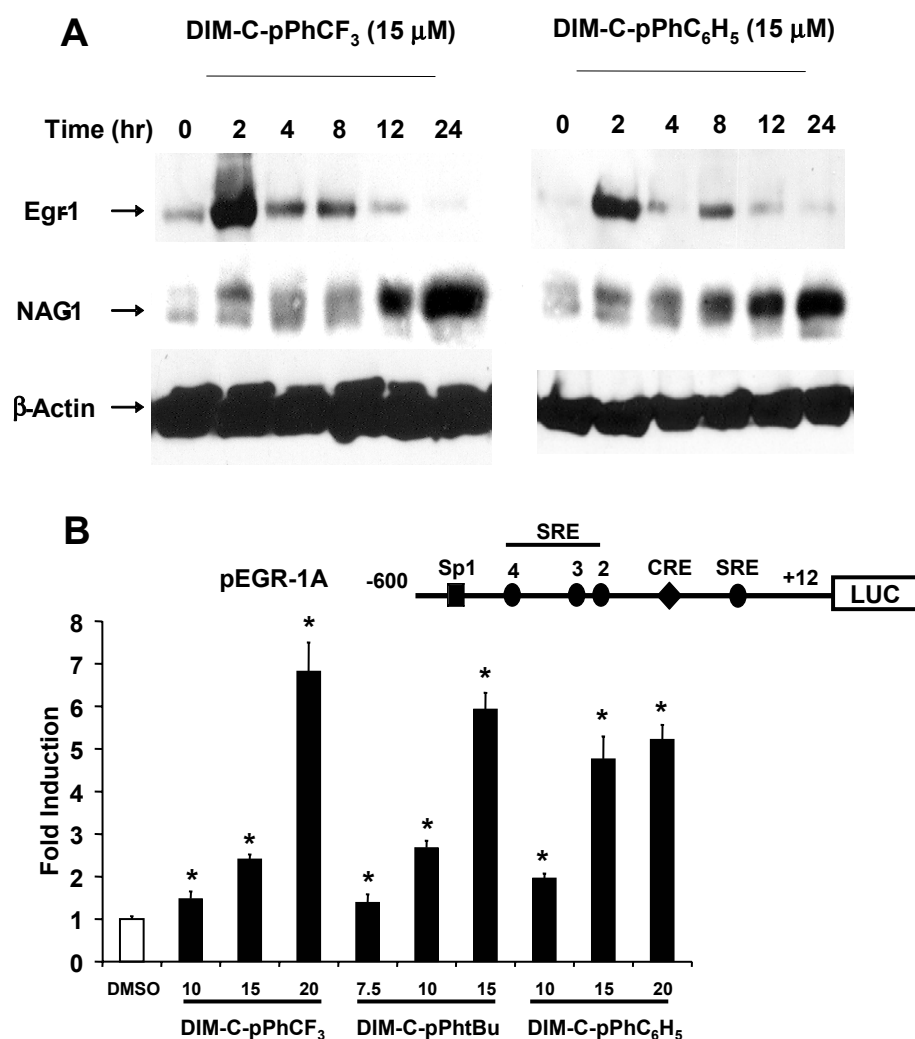 A
DIM-C-pPhCF₃ (15 μM) DIM-C-pPhC₆H₅ (15 μM)
Time (hr) 0 2 4 8 12 24 0 2 4 8 12 24
Egr-1
NAG1
β-Actin
B
pEGR-1A
SRE
-600 Sp1 4 3 2 CRE SRE +12
LUC
Fold Induction
8
7
6
5
4
3
2
1
0
* * * * * * * * *
DMSO 10 15 20 7.5 10 15 10 15 20
DIM-C-pPhCF₃ DIM-C-pPhtBu DIM-C-pPhC₆H₅